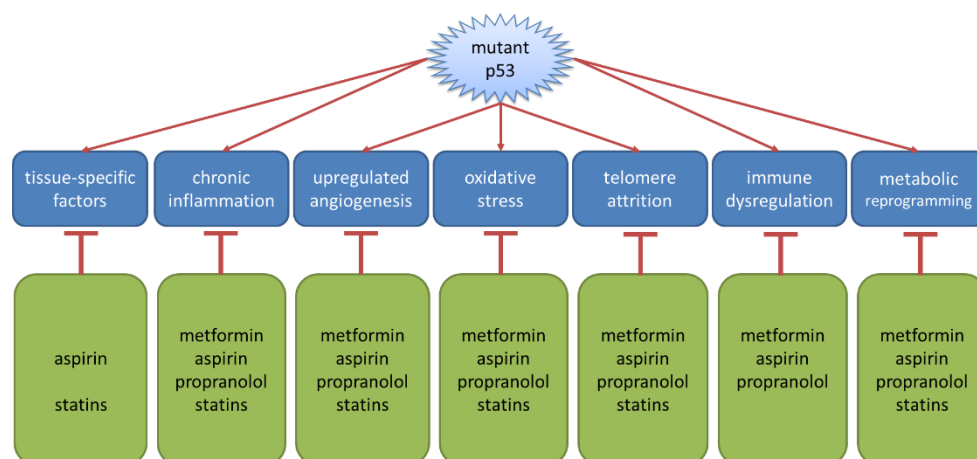 mutant
p53
tissue-specific
factors
chronic
inflammation
upregulated
angiogenesis
oxidative
stress
telomere
attrition
immune
dysregulation
metabolic
reprogramming
aspirin
statins
metformin
aspirin
propranolol
statins
metformin
aspirin
propranolol
statins
metformin
aspirin
propranolol
statins
metformin
aspirin
propranolol
statins
metformin
aspirin
propranolol
metformin
aspirin
propranolol
statins